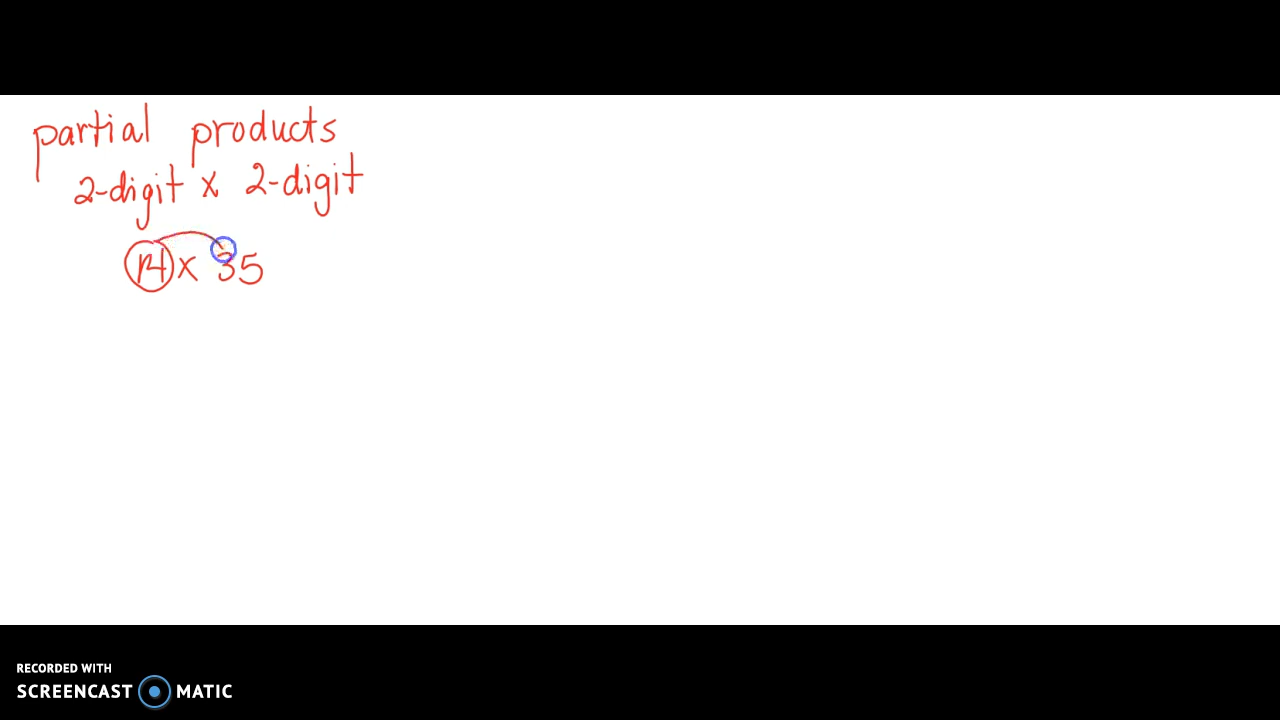 partial products
2-digit x 2-digit
14 x 35
RECORDED WITH
SCREENCAST MATIC